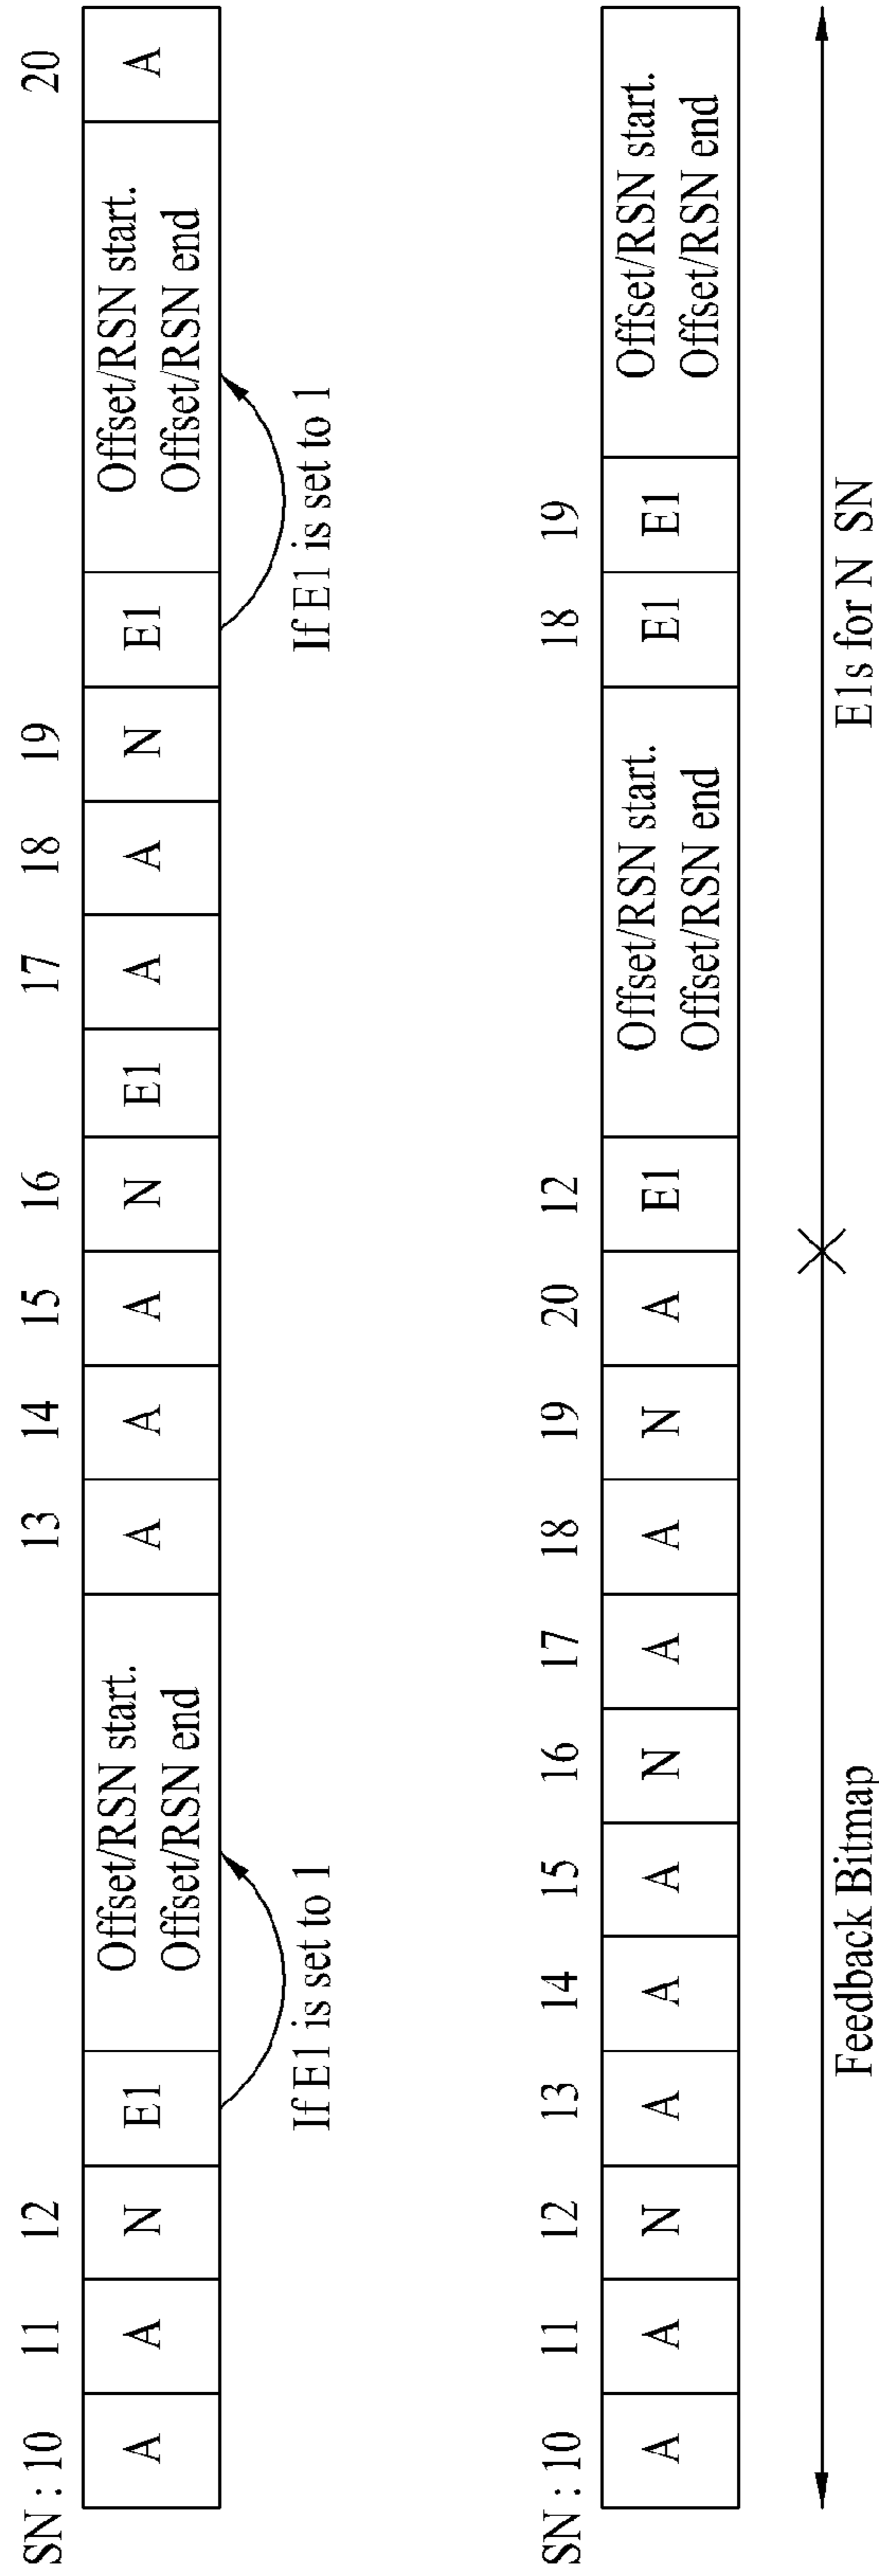 SN : 10 11 12 13 14 15 16 17 18 19 20
A A N E1 Offset/RSN start. A A A N E1 A A N E1 Offset/RSN start. A
Offset/RSN end Offset/RSN end
If E1 is set to 1 If E1 is set to 1
SN : 10 11 12 13 14 15 16 17 18 19 20 12 18 19
A A N A A A N A A N A E1 Offset/RSN start. E1 E1 Offset/RSN start.
Offset/RSN end Offset/RSN end
Feedback Bitmap E1s for N SN